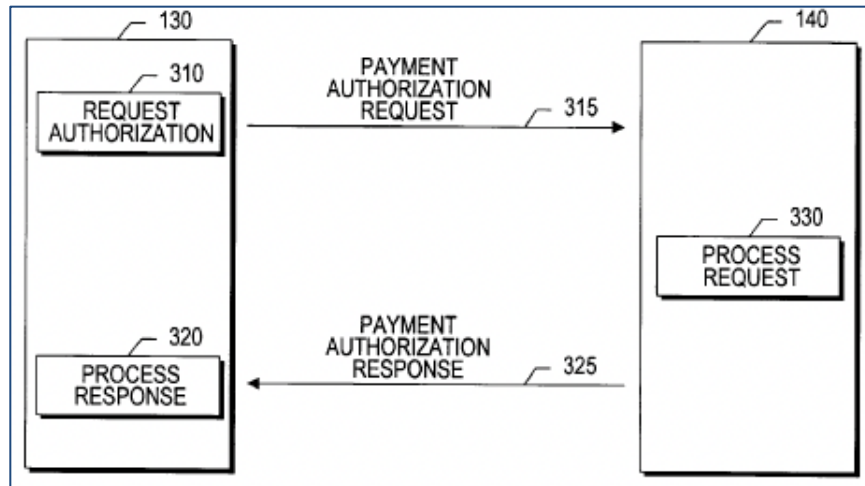 130
140
310
REQUEST
AUTHORIZATION
PAYMENT
AUTHORIZATION
REQUEST
315
330
PROCESS
REQUEST
320
PROCESS
RESPONSE
PAYMENT
AUTHORIZATION
RESPONSE
325